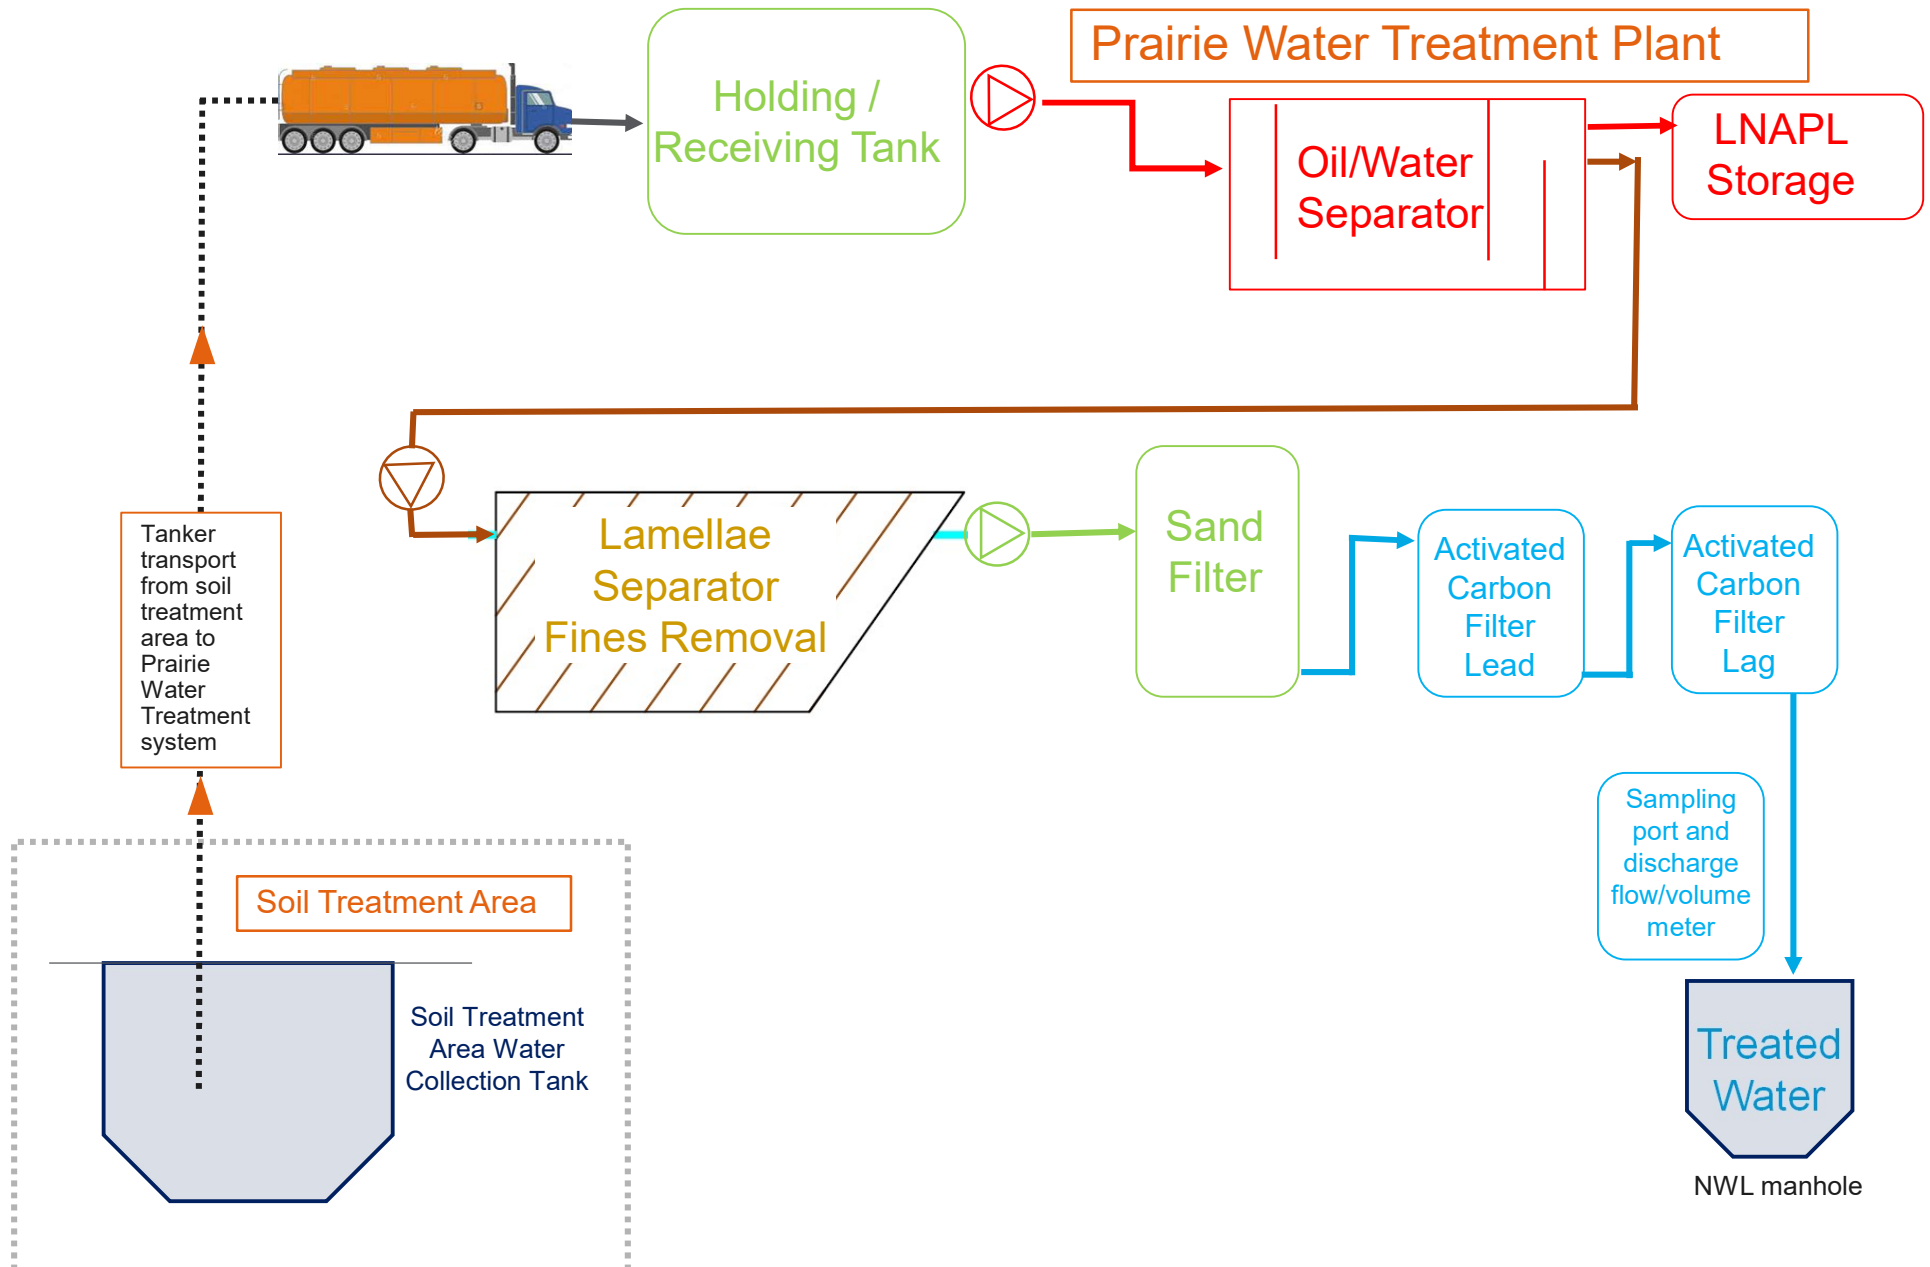 Prairie Water Treatment Plant
Holding /
Receiving Tank
Oil/Water
Separator
LNAPL
Storage
Lamellae
Separator
Fines Removal
Sand
Filter
Activated
Carbon
Filter
Lead
Activated
Carbon
Filter
Lag
Tanker
transport
from soil
treatment
area to
Prairie
Water
Treatment
system
Sampling
port and
discharge
flow/volume
meter
Soil Treatment Area
Soil Treatment
Area Water
Collection Tank
Treated
Water
NWL manhole